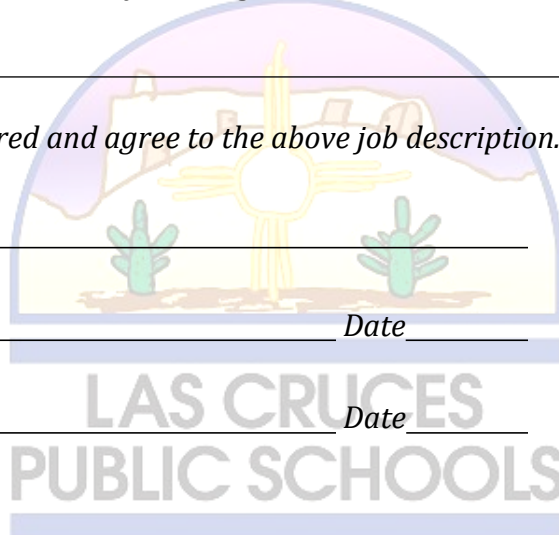 red and agree to the above job description.
Date
Date
LAS CRUCES
PUBLIC SCHOOLS